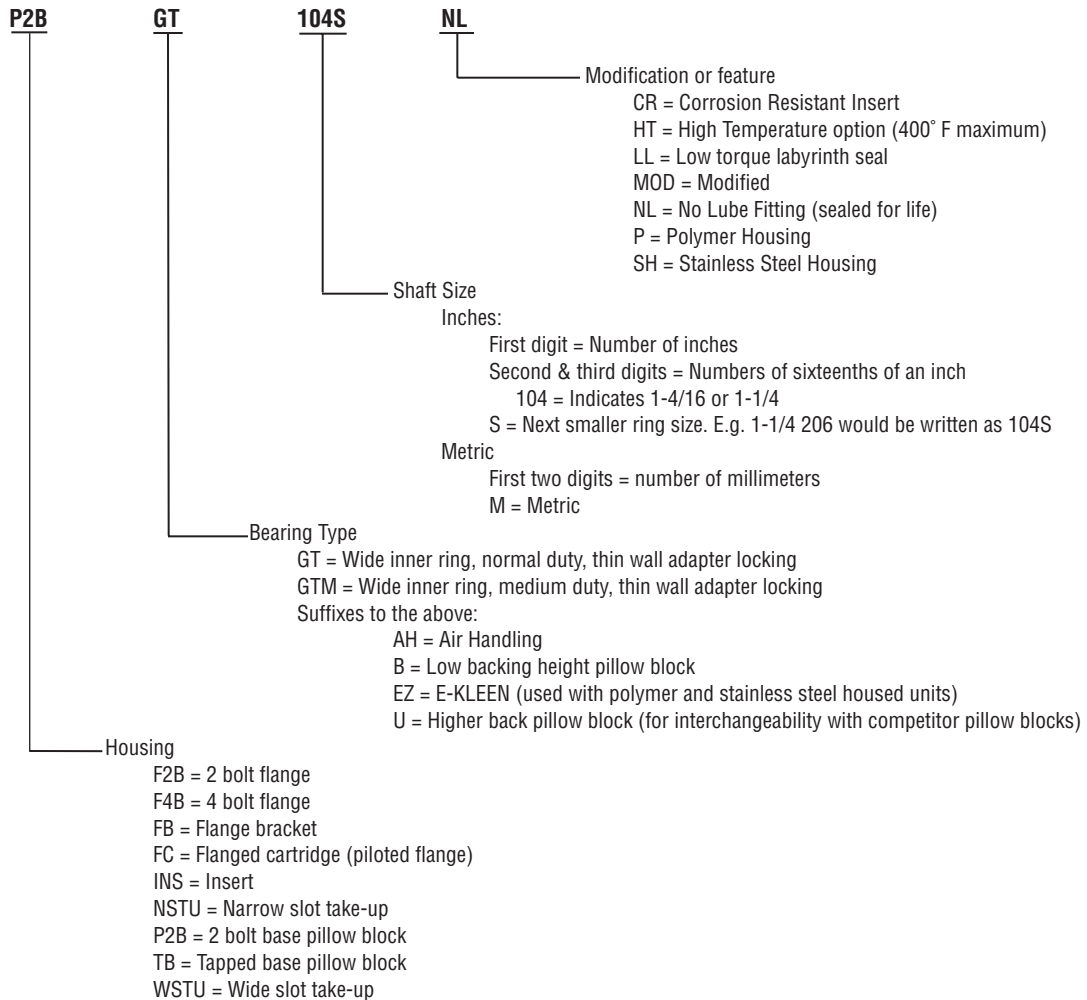 P2B GT 104S NL
Modification or feature
CR = Corrosion Resistant Insert
HT = High Temperature option (400˚ F maximum)
LL = Low torque labyrinth seal
MOD = Modified
NL = No Lube Fitting (sealed for life)
P = Polymer Housing
SH = Stainless Steel Housing
Shaft Size
Inches:
First digit = Number of inches
Second & third digits = Numbers of sixteenths of an inch
104 = Indicates 1-4/16 or 1-1/4
S = Next smaller ring size. E.g. 1-1/4 206 would be written as 104S
Metric
First two digits = number of millimeters
M = Metric
Bearing Type
GT = Wide inner ring, normal duty, thin wall adapter locking
GTM = Wide inner ring, medium duty, thin wall adapter locking
Suffixes to the above:
AH = Air Handling
B = Low backing height pillow block
EZ = E-KLEEN (used with polymer and stainless steel housed units)
U = Higher back pillow block (for interchangeability with competitor pillow blocks)
Housing
F2B = 2 bolt flange
F4B = 4 bolt flange
FB = Flange bracket
FC = Flanged cartridge (piloted flange)
INS = Insert
NSTU = Narrow slot take-up
P2B = 2 bolt base pillow block
TB = Tapped base pillow block
WSTU = Wide slot take-up